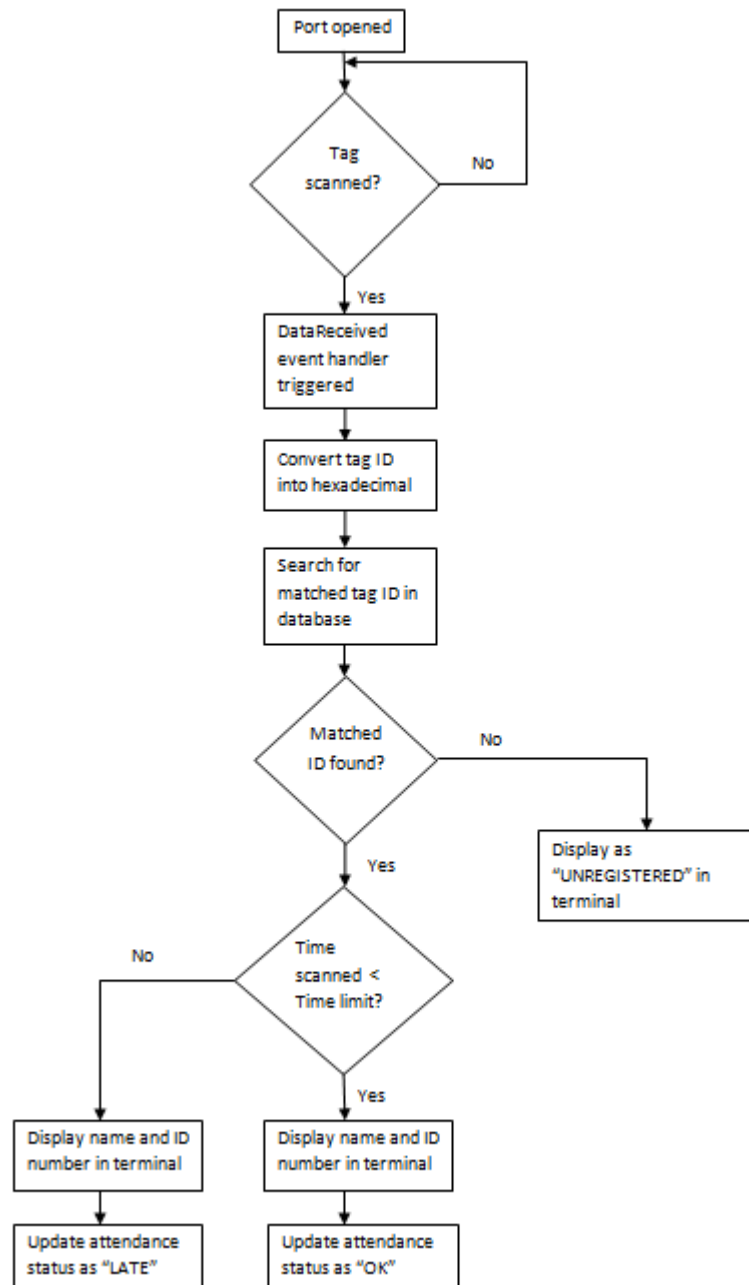 Port opened
Tag
scanned?
No
Yes
DataReceived
event handler
triggered
Convert tag ID
into hexadecimal
Search for
matched tag ID in
database
Matched
ID found?
No
Display as
“UNREGISTERED” in
terminal
Yes
Time
scanned <
Time limit?
No
Yes
Display name and ID
number in terminal
Display name and ID
number in terminal
Update attendance
status as “LATE”
Update attendance
status as “OK”